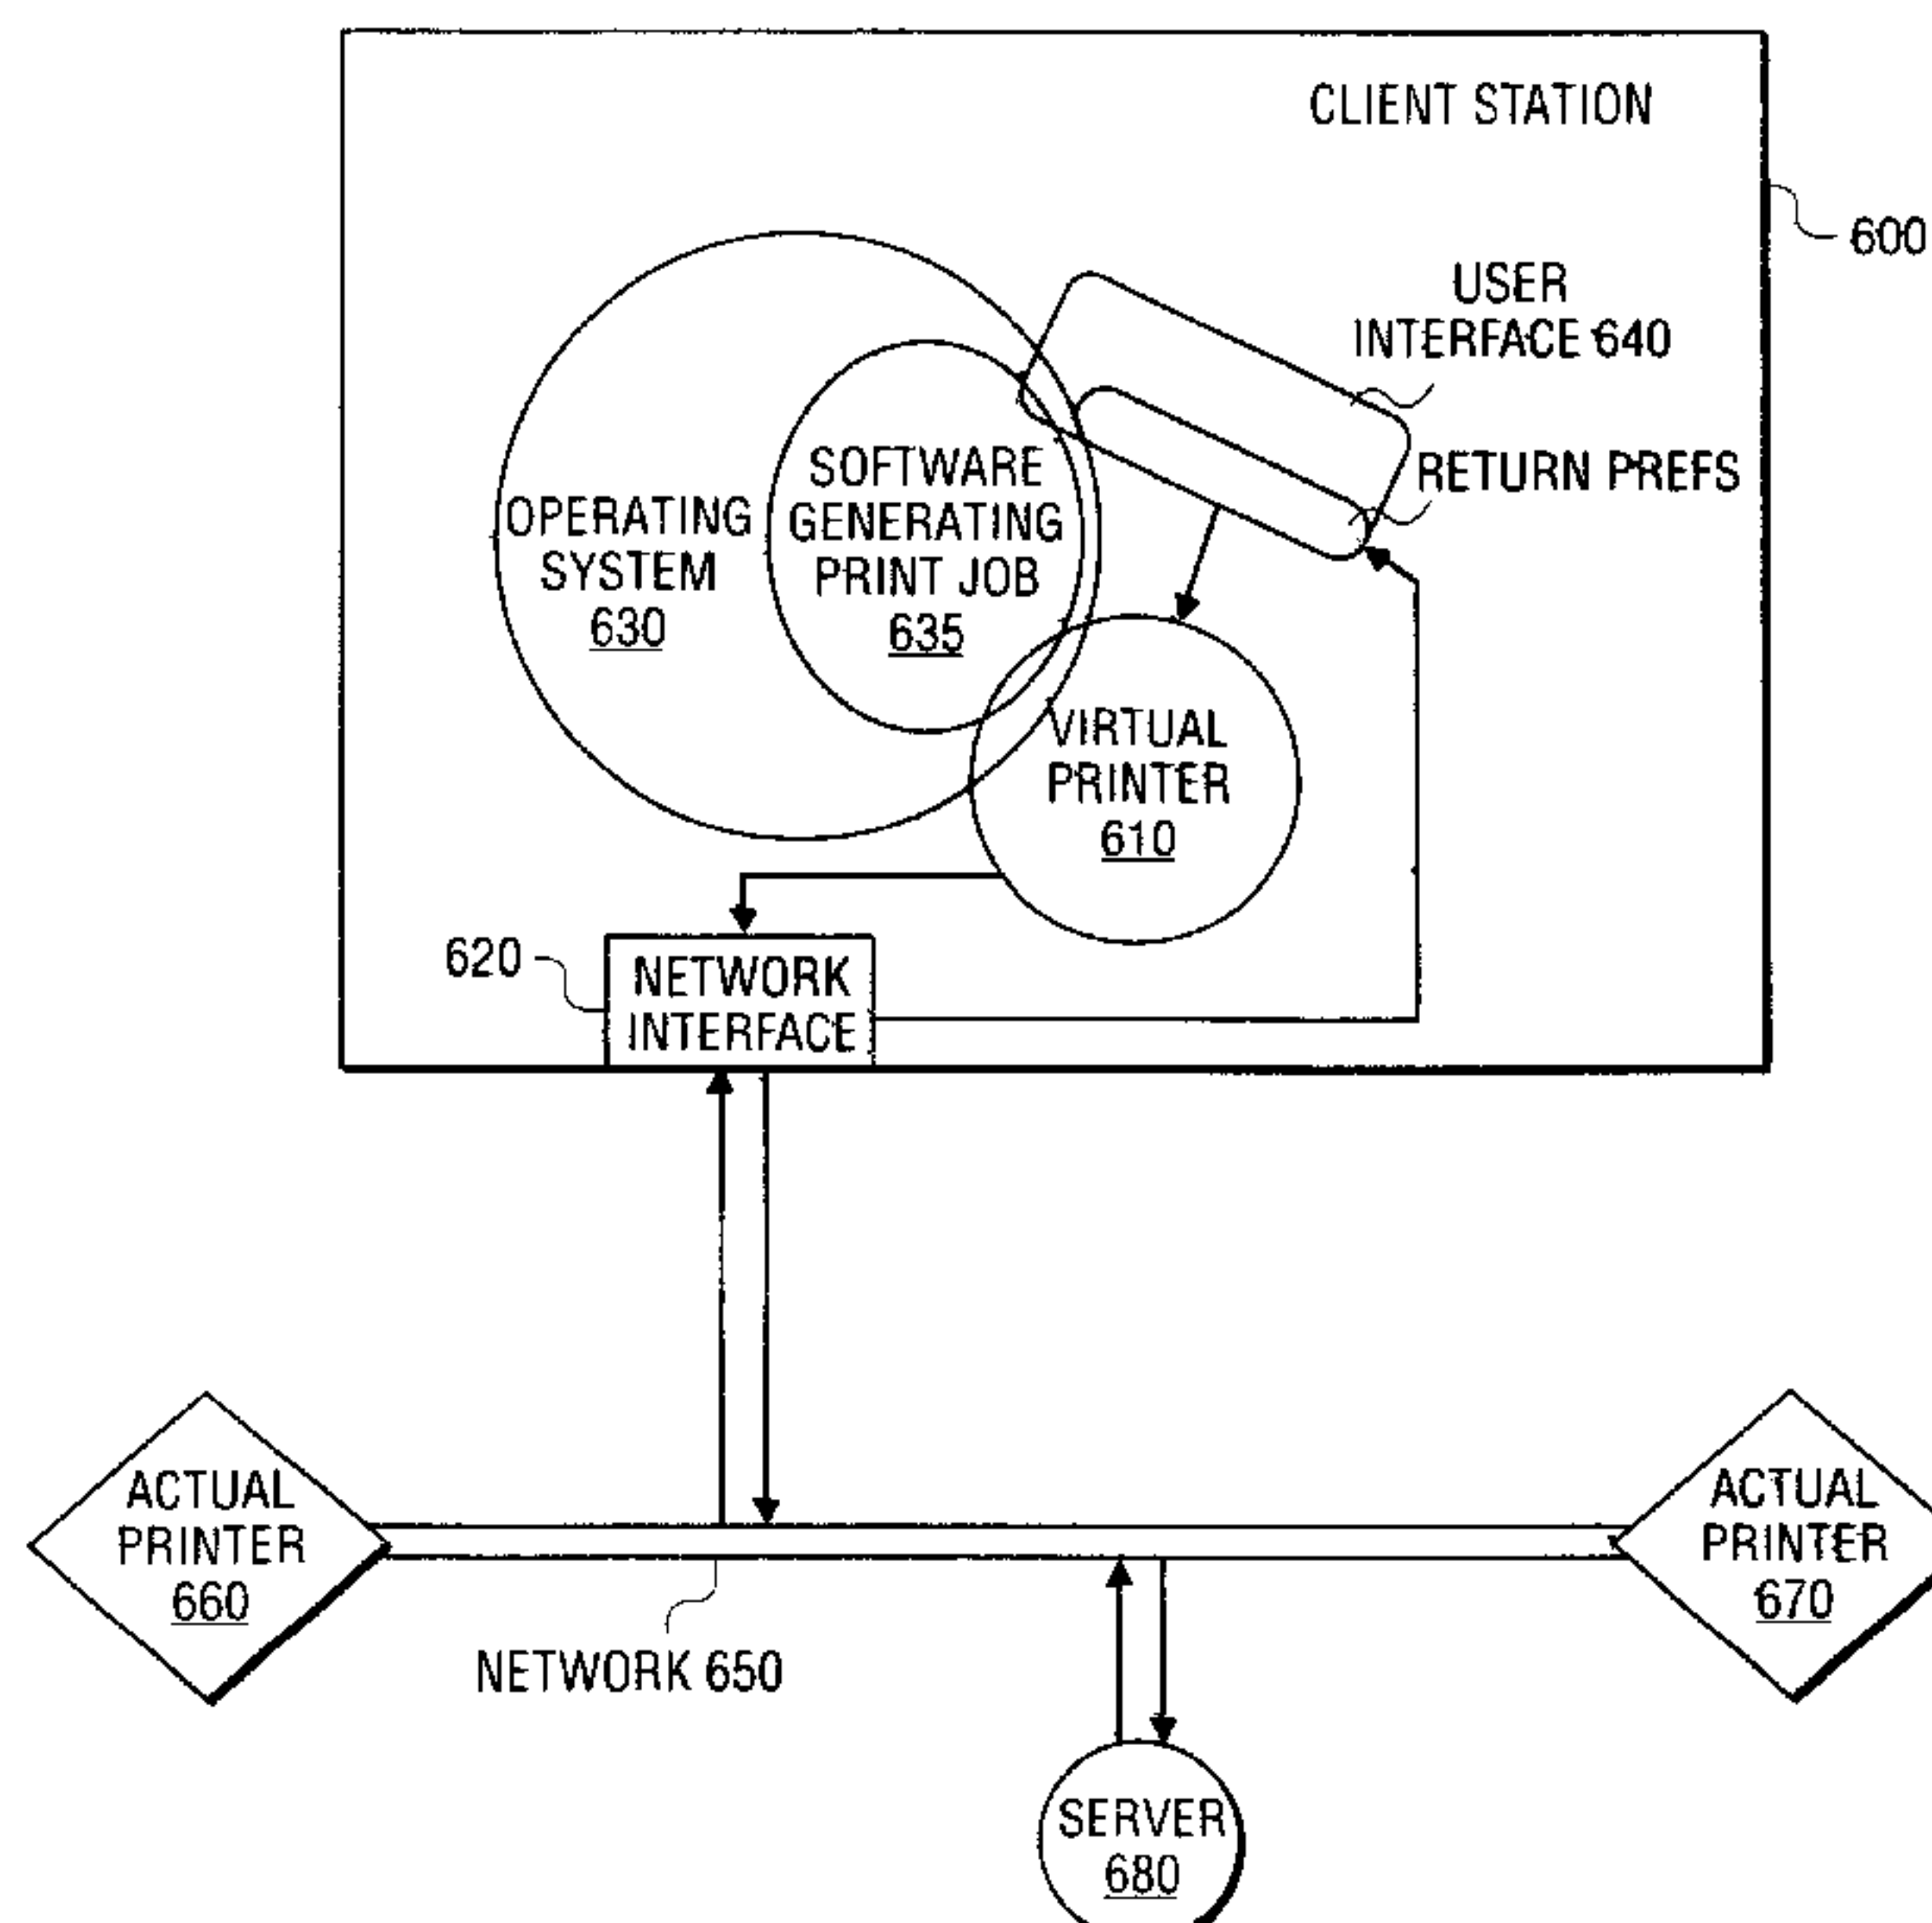 CLIENT STATION
600
USER
INTERFACE 640
RETURN PREFS
SOFTWARE
GENERATING
PRINT JOB
635
OPERATING
SYSTEM
630
VIRTUAL
PRINTER
610
620
NETWORK
INTERFACE
ACTUAL
PRINTER
660
ACTUAL
PRINTER
670
NETWORK 650
SERVER
680